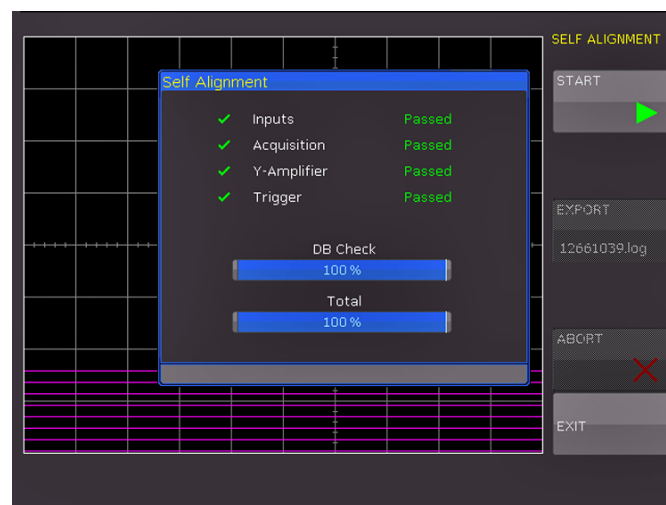 SELF ALIGNMENT
Self Alignment
START
Inputs Passed
Acquisition Passed
Y-Amplifier Passed
Trigger Passed
EXPORT
12661039.log
DB Check
100 %
Total
100 %
ABORT
EXIT